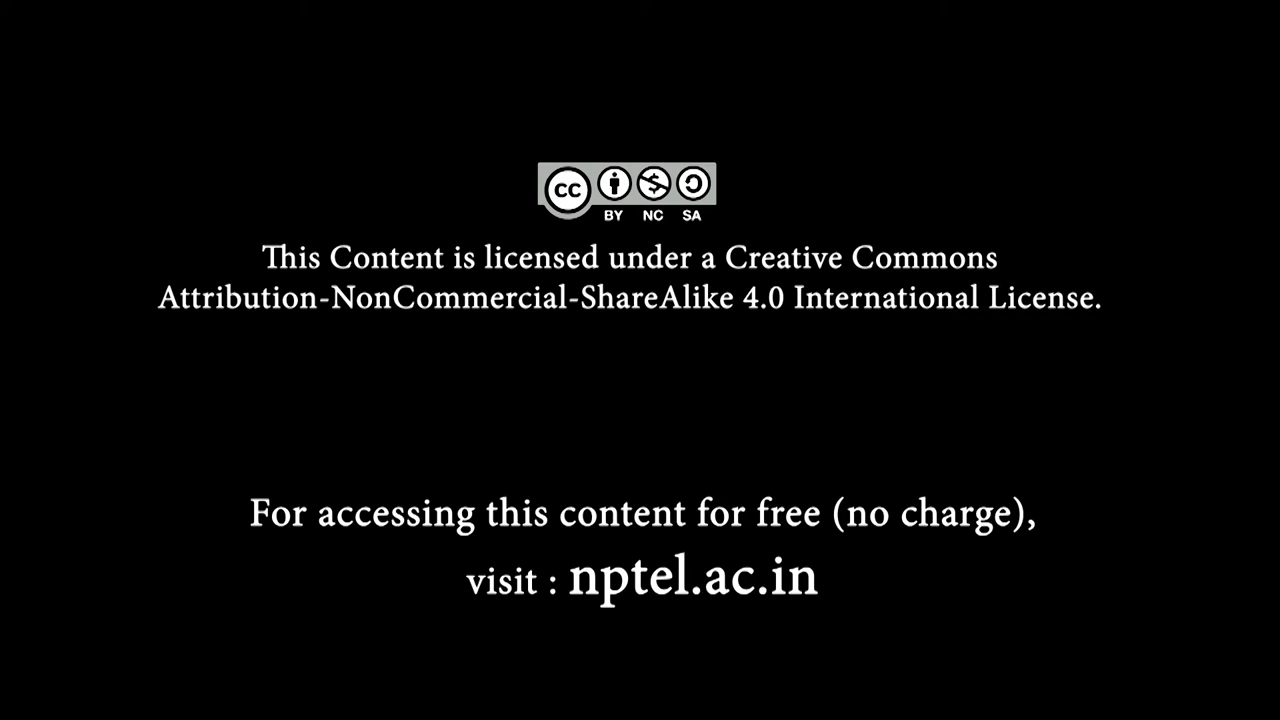 cc
BY NC SA
This Content is licensed under a Creative Commons
Attribution-NonCommercial-ShareAlike 4.0 International License.
For accessing this content for free (no charge),
visit : nptel.ac.in